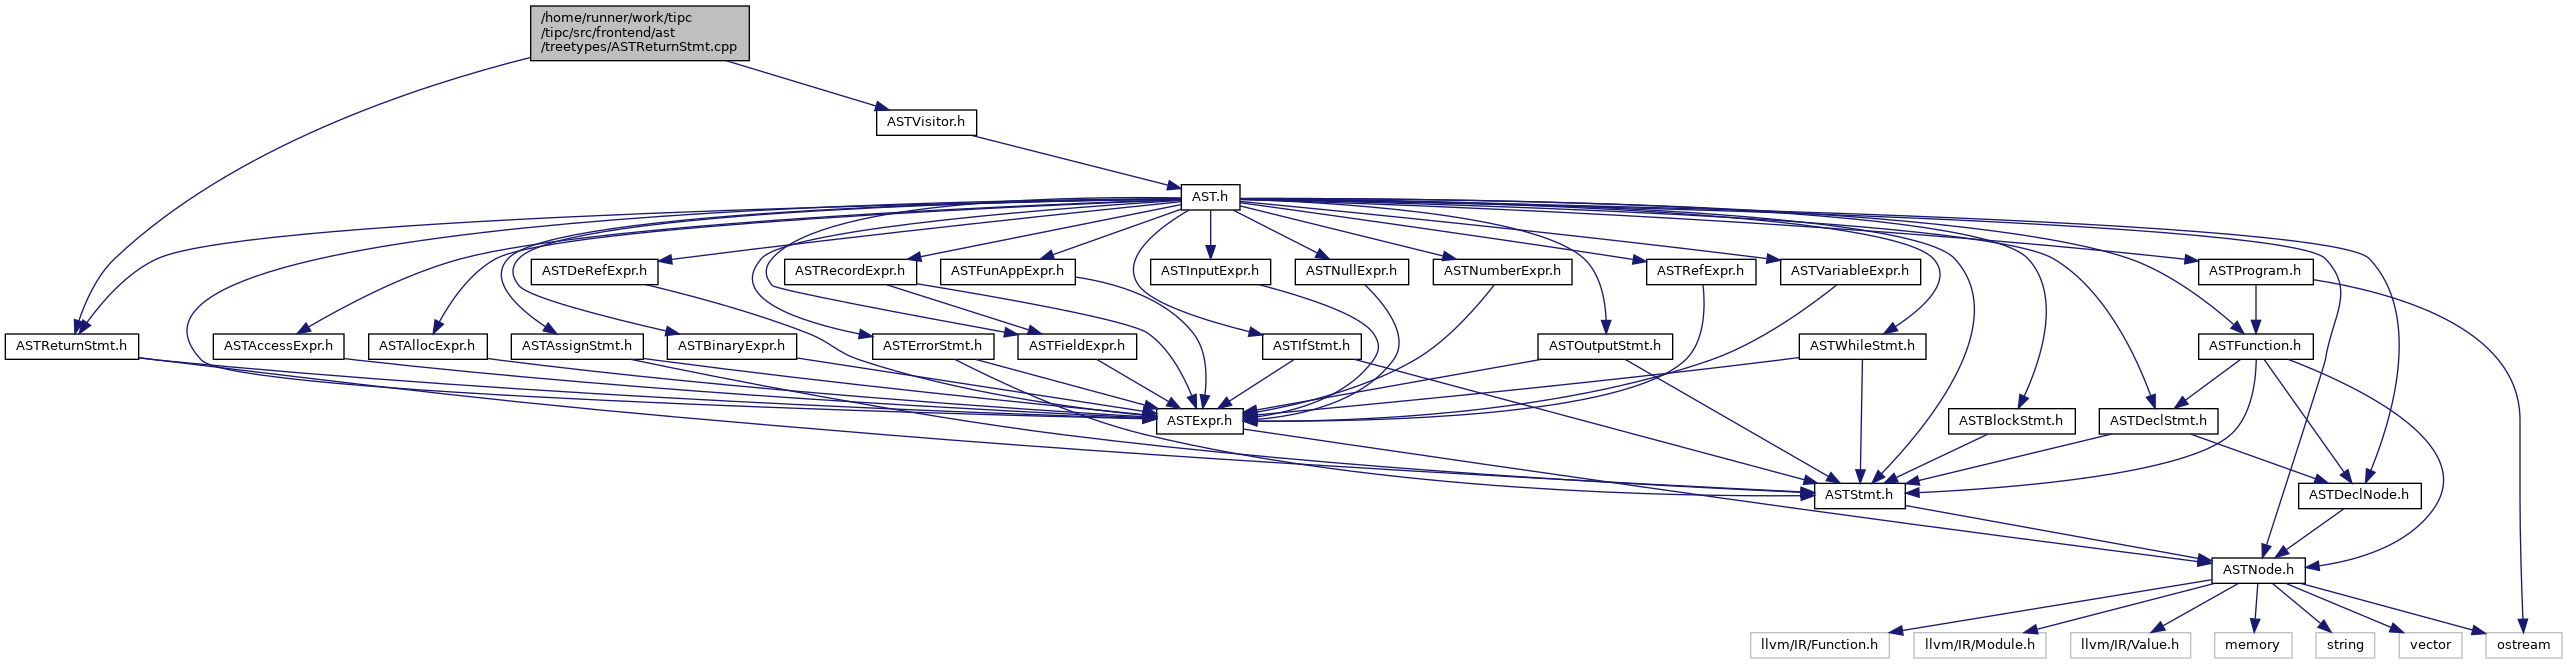 /home/runner/work/tipc
/tipc/src/frontend/ast
/treetypes/ASTReturnStmt.cpp
ASTVisitor.h
AST.h
ASTDeRefExpr.h
ASTRecordExpr.h
ASTFunAppExpr.h
ASTInputExpr.h
ASTNullExpr.h
ASTNumberExpr.h
ASTRefExpr.h
ASTVariableExpr.h
ASTProgram.h
ASTReturnStmt.h
ASTAccessExpr.h
ASTAllocExpr.h
ASTAssignStmt.h
ASTBinaryExpr.h
ASTErrorStmt.h
ASTFieldExpr.h
ASTIfStmt.h
ASTOutputStmt.h
ASTWhileStmt.h
ASTFunction.h
ASTExpr.h
ASTBlockStmt.h
ASTDeclStmt.h
ASTStmt.h
ASTDeclNode.h
ASTNode.h
llvm/IR/Function.h
llvm/IR/Module.h
llvm/IR/Value.h
memory
string
vector
ostream